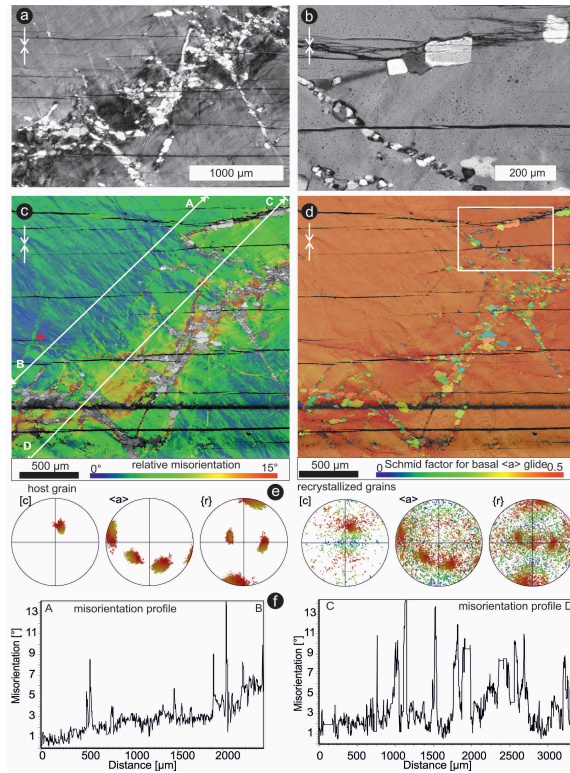 a
b
1000 µm
200 µm
c
A
C
d
B
D
500 µm
0°
relative misorientation
15°
500 µm
0
Schmid factor for basal <a> glide
0.5
host grain
e
recrystallized grains
[c]
<a>
{r}
[c]
<a>
{r}
f
A
misorientation profile
B
C
misorientation profile D
Misorientation [°]
13
11
9
7
5
3
1
0
500
1000
1500
2000
Distance [µm]
Misorientation [°]
13
11
9
7
5
3
1
0
500
1000
1500
2000
2500
3000
Distance [µm]